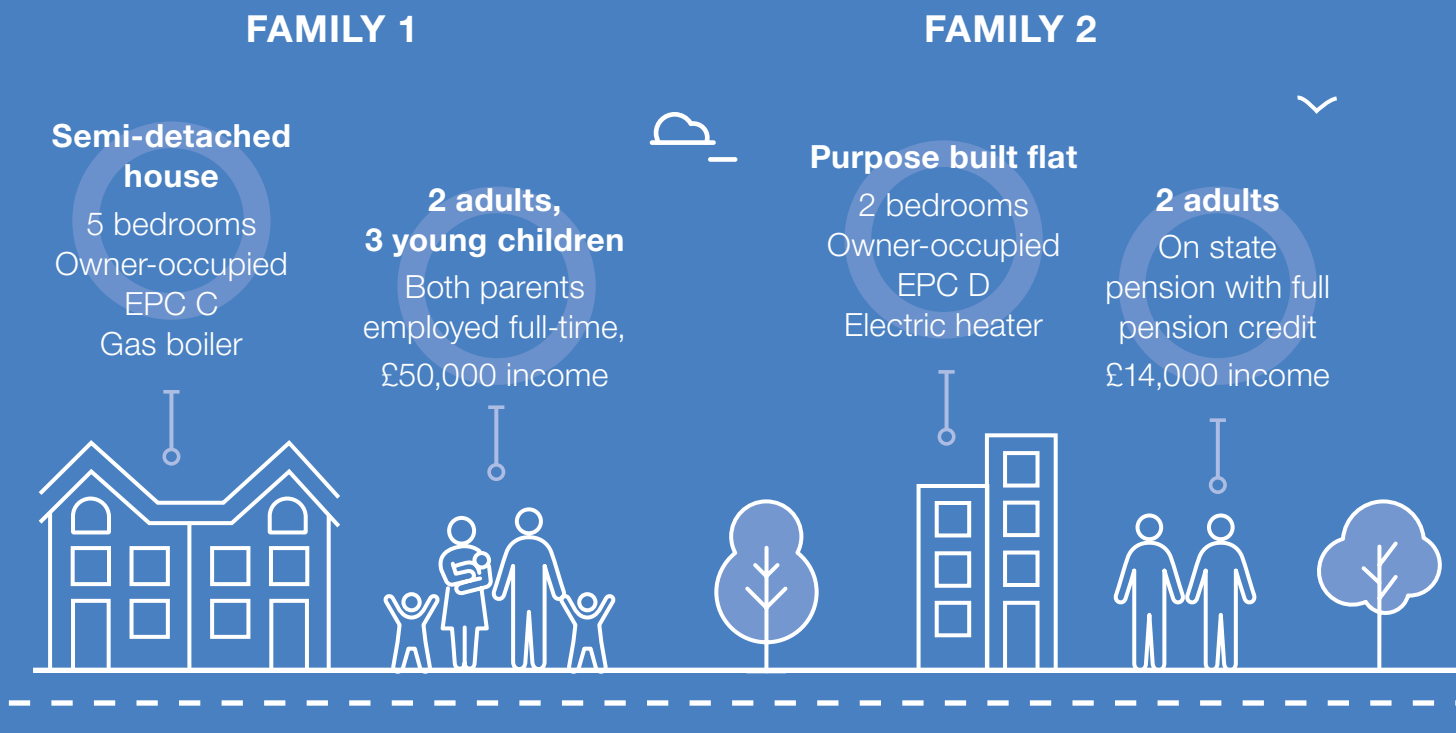 FAMILY 1
Semi-detached
house
5 bedrooms
Owner-occupied
EPC C
Gas boiler
2 adults,
3 young children
Both parents
employed full-time,
£50,000 income
FAMILY 2
Purpose built flat
2 bedrooms
Owner-occupied
EPC D
Electric heater
2 adults
On state
pension with full
pension credit
£14,000 income